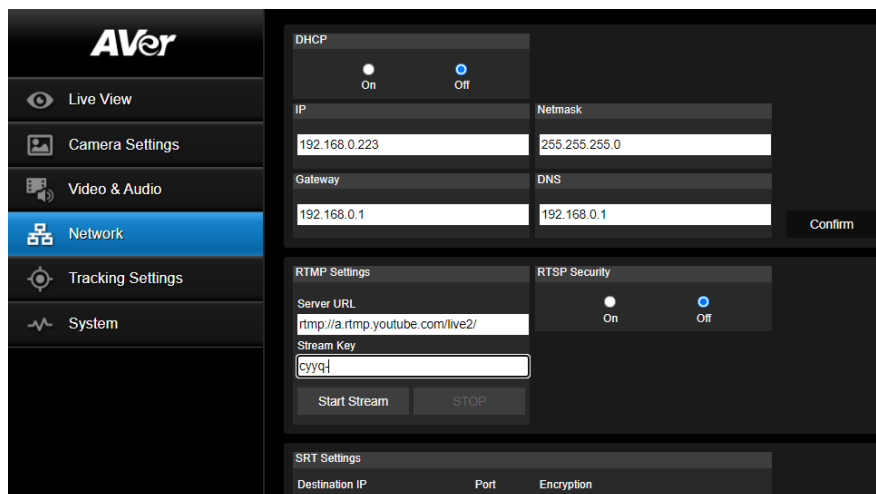 AVer
Live View
Camera Settings
Video & Audio
Network
Tracking Settings
System
DHCP
On
Off
IP
Netmask
192.168.0.223
255.255.255.0
Gateway
DNS
192.168.0.1
192.168.0.1
Confirm
RTMP Settings
RTSP Security
Server URL
On
Off
rtmp://a.rtmp.youtube.com/live2/
Stream Key
cyyq-
Start Stream
STOP
SRT Settings
Destination IP
Port
Encryption